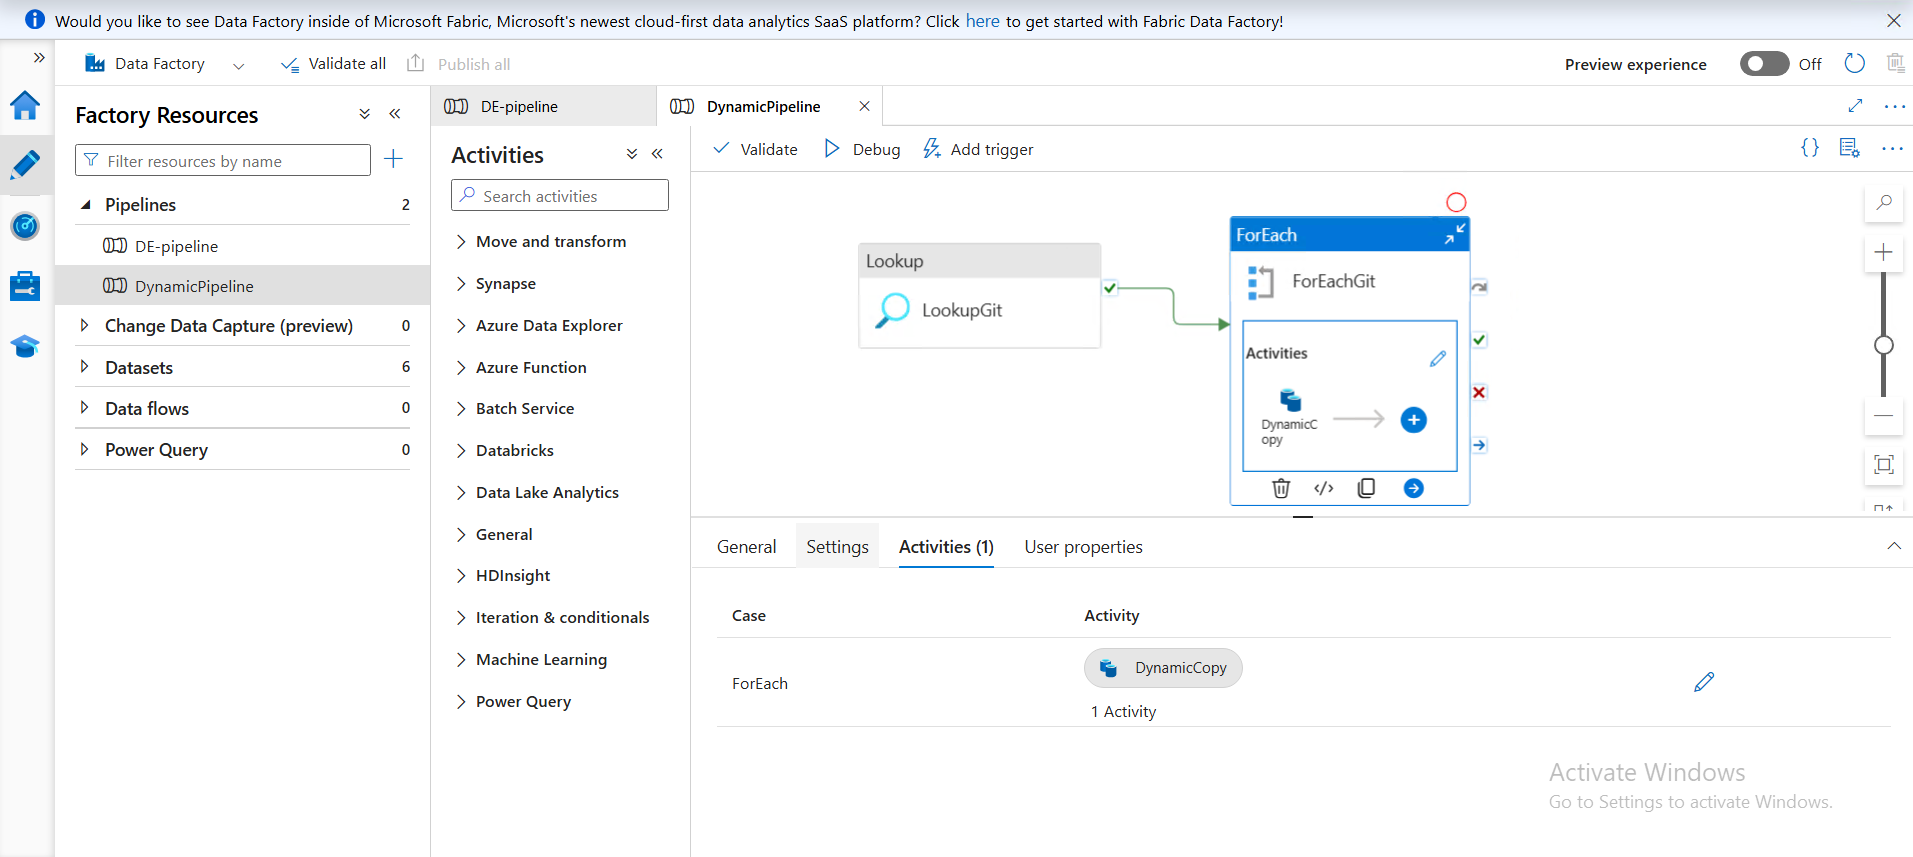 Would you like to see Data Factory inside of Microsoft Fabric, Microsoft's newest cloud-first data analytics SaaS platform? Click here to get started with Fabric Data Factory!
Data Factory
Validate all
Publish all
Preview experience
Off
Factory Resources
Filter resources by name
Pipelines 2
DE-pipeline
DynamicPipeline
Change Data Capture (preview) 0
Datasets 6
Data flows 0
Power Query 0
DE-pipeline
DynamicPipeline
Activities
Search activities
Move and transform
Synapse
Azure Data Explorer
Azure Function
Batch Service
Databricks
Data Lake Analytics
General
HDInsight
Iteration & conditionals
Machine Learning
Power Query
Validate
Debug
Add trigger
Lookup
LookupGit
ForEach
ForEachGit
Activities
DynamicC
opy
General
Settings
Activities (1)
User properties
Case
Activity
ForEach
DynamicCopy
1 Activity
Activate Windows
Go to Settings to activate Windows.